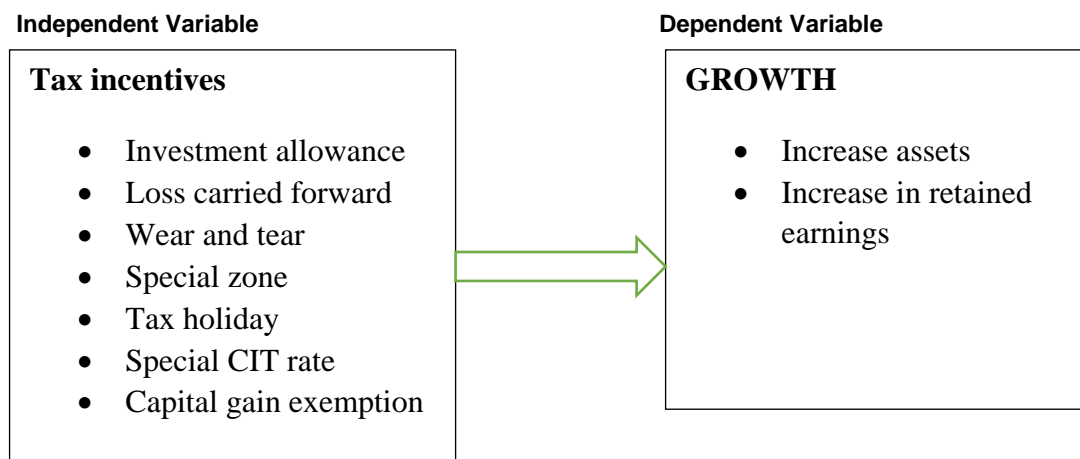 Independent Variable
Tax incentives
• Investment allowance
• Loss carried forward
• Wear and tear
• Special zone
• Tax holiday
• Special CIT rate
• Capital gain exemption
Dependent Variable
GROWTH
• Increase assets
• Increase in retained
earnings